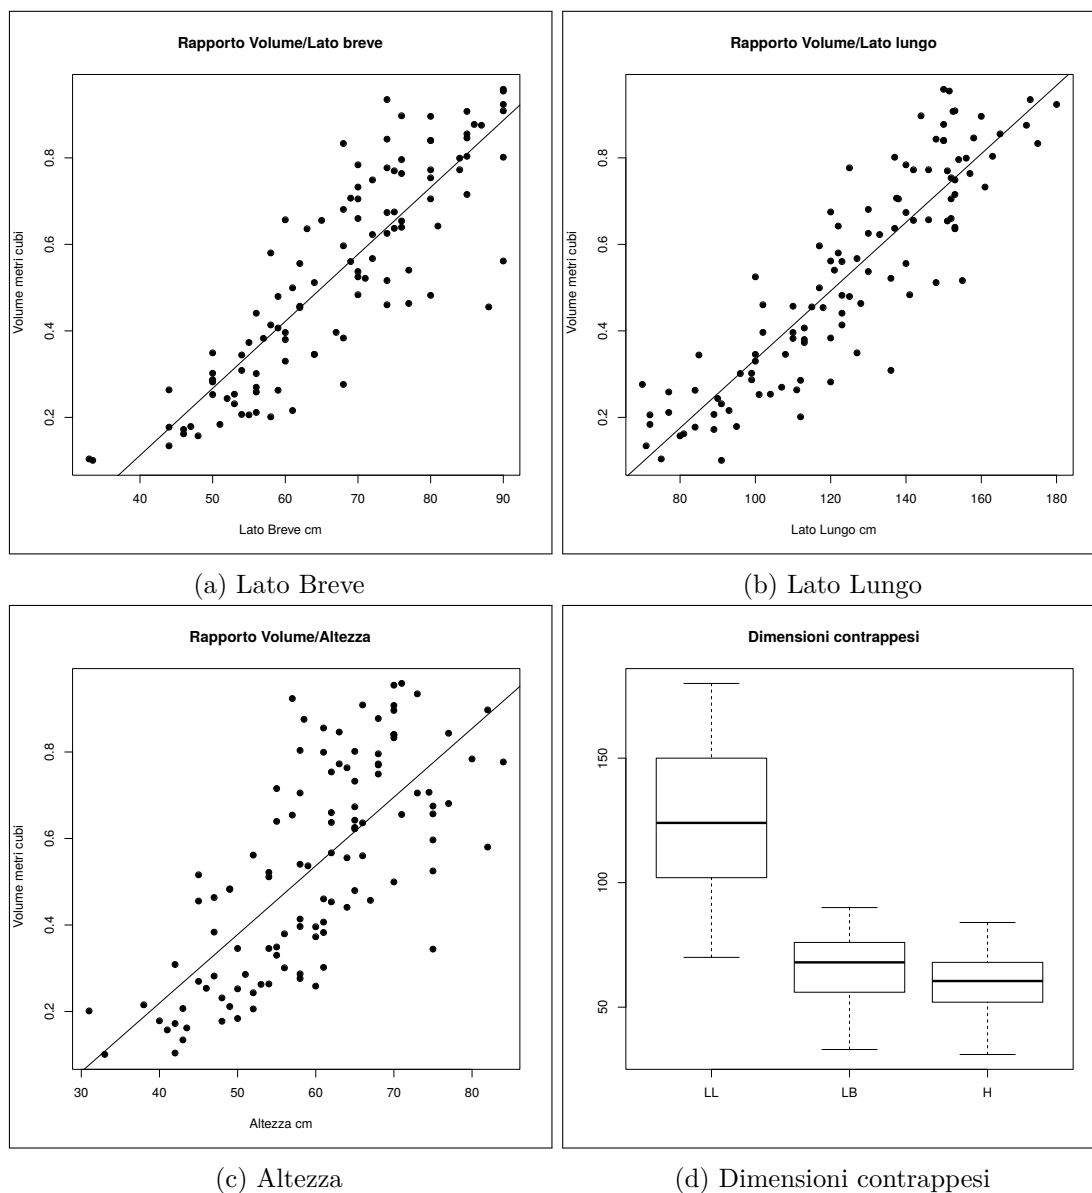 Rapporto Volume/Lato breve
Volume metri cubi
0.2 0.4 0.6 0.8
40 50 60 70 80 90
Lato Breve cm
(a) Lato Breve
Rapporto Volume/Lato lungo
Volume metri cubi
0.2 0.4 0.6 0.8
80 100 120 140 160 180
Lato Lungo cm
(b) Lato Lungo
Rapporto Volume/Altezza
Volume metri cubi
0.2 0.4 0.6 0.8
30 40 50 60 70 80
Altezza cm
(c) Altezza
Dimensioni contrappesi
50 100 150
LL LB H
(d) Dimensioni contrappesi